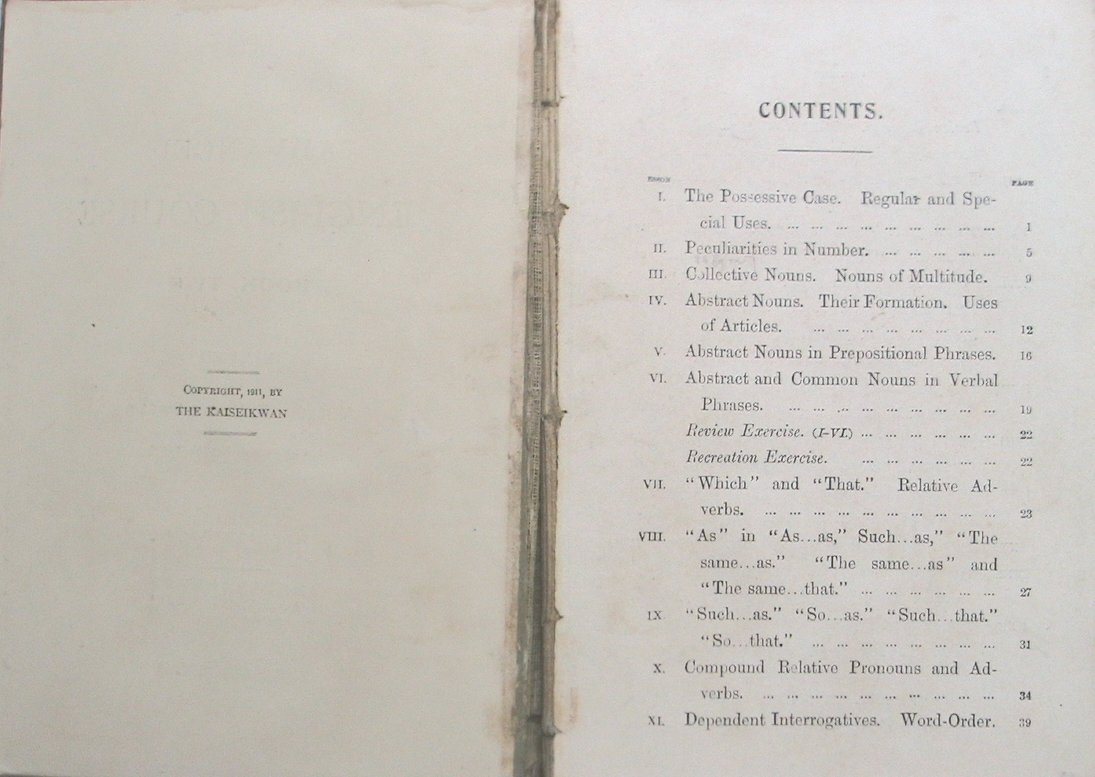 COPYRIGHT, 1911, BY
THE KAISEIKWAN
CONTENTS.
PAGE
I. The Possessive Case. Regular and Spe-
cial Uses. ... ... ... ... ... ... ... ... ... 1
II. Peculiarities in Number. ... ... ... ... ... 5
III. Collective Nouns. Nouns of Multitude. 9
IV. Abstract Nouns. Their Formation. Uses
of Articles. ... ... ... ... ... ... ... ... 12
V. Abstract Nouns in Prepositional Phrases. 16
VI. Abstract and Common Nouns in Verbal
Phrases. ... ... ... ... ... ... ... ... ... 19
Review Exercise. (I-VI.) ... ... ... ... ... ... 22
Recreation Exercise. ... ... ... ... ... ... 22
VII. "Which" and "That." Relative Ad-
verbs. ... ... ... ... ... ... ... ... ... ... 23
VIII. "As" in "As...as," Such...as," "The
same...as." "The same...as" and
"The same...that." ... ... ... ... ... ... 27
IX. "Such...as." "So...as." "Such...that."
"So...that." ... ... ... ... ... ... ... ... 31
X. Compound Relative Pronouns and Ad-
verbs. ... ... ... ... ... ... ... ... ... ... 34
XI. Dependent Interrogatives. Word-Order. 39